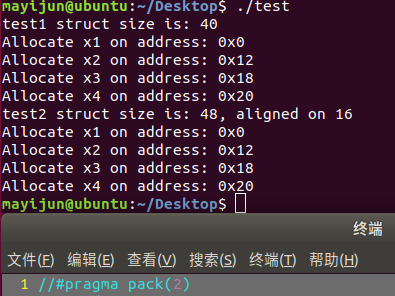 mayijun@ubuntu:~/Desktop$ ./test
test1 struct size is: 40
Allocate x1 on address: 0x0
Allocate x2 on address: 0x12
Allocate x3 on address: 0x18
Allocate x4 on address: 0x20
test2 struct size is: 48, aligned on 16
Allocate x1 on address: 0x0
Allocate x2 on address: 0x12
Allocate x3 on address: 0x18
Allocate x4 on address: 0x20
mayijun@ubuntu:~/Desktop$
终端
文件(F) 编辑(E) 查看(V) 搜索(S) 终端(T) 帮助(H)
1 //#pragma pack(2)